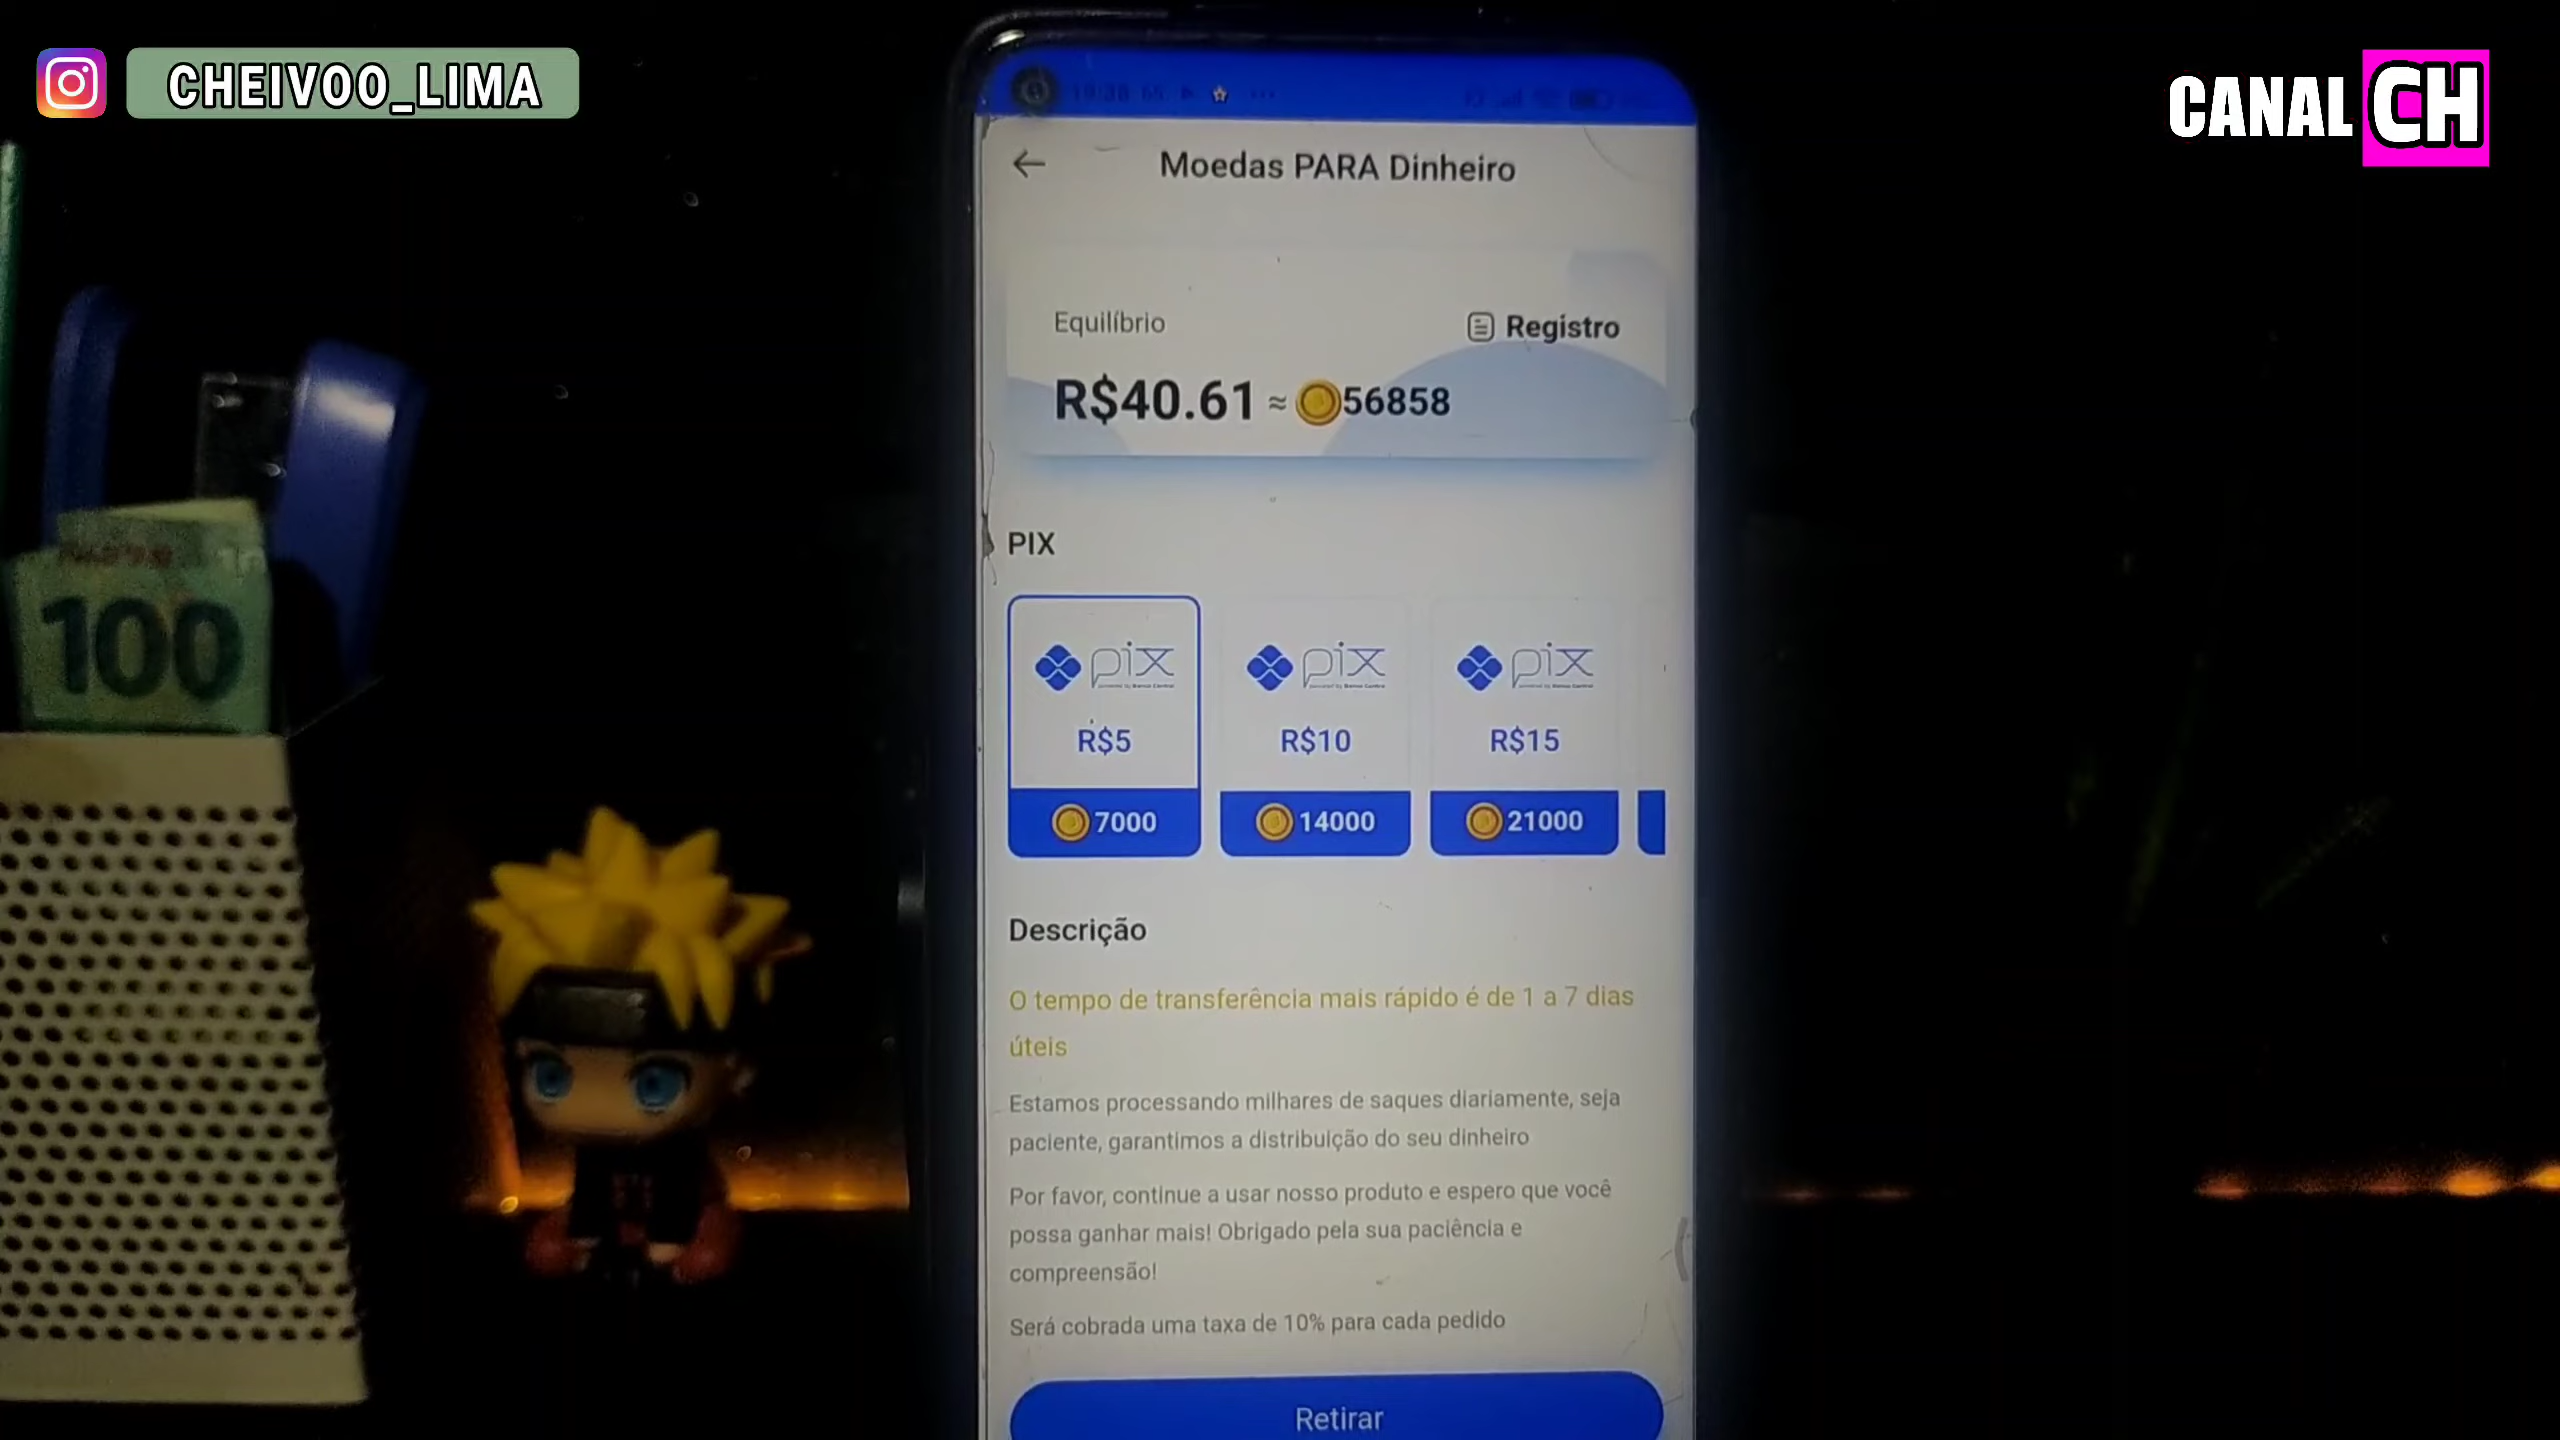 CHEIVOO_LIMA
CANAL CH
Moedas PARA Dinheiro
Equilíbrio
Registro
R$40.61 ≈ 56858
PIX
pix
pix
pix
R$5
R$10
R$15
7000
14000
21000
100
Descrição
O tempo de transferência mais rápido é de 1 a 7 dias
úteis
Estamos processando milhares de saques diariamente, seja
paciente, garantimos a distribuição do seu dinheiro
Por favor, continue a usar nosso produto e espero que você
possa ganhar mais! Obrigado pela sua paciência e
compreensão!
Será cobrada uma taxa de 10% para cada pedido
Retirar